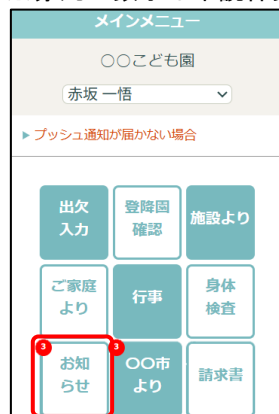 メインメニュー
○○こども園
赤坂 一悟
▶ プッシュ通知が届かない場合
出欠
入力
登降園
確認
施設より
ご家庭
より
行事
身体
検査
3
お知
らせ
3
○○市
より
請求書